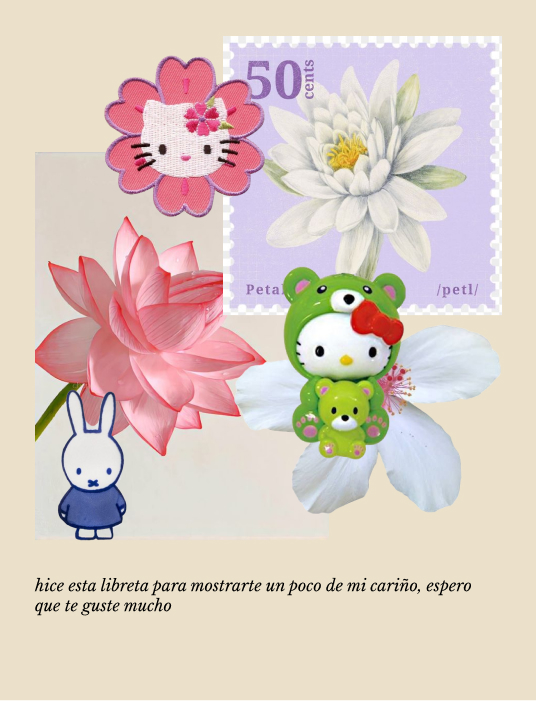 50 cents
Peta
/petl/
hice esta libreta para mostrarte un poco de mi cariño, espero
que te guste mucho